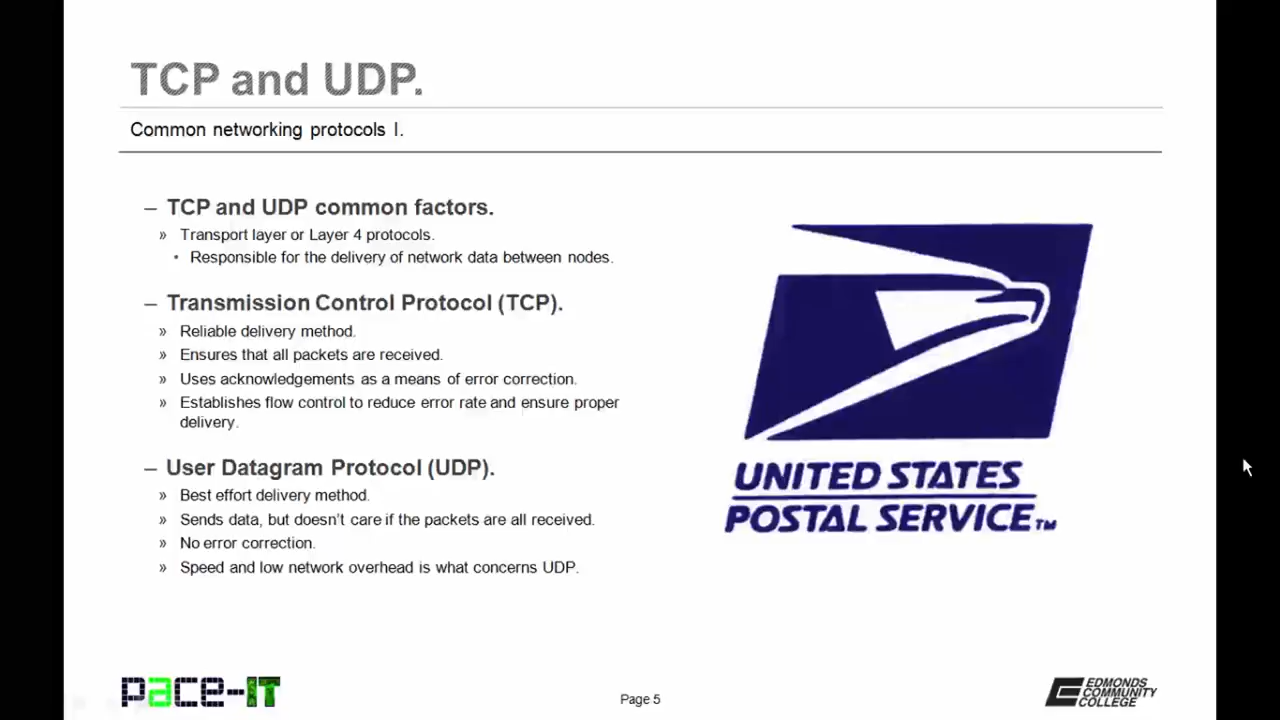 TCP and UDP.
Common networking protocols I.
– TCP and UDP common factors.
» Transport layer or Layer 4 protocols.
• Responsible for the delivery of network data between nodes.
– Transmission Control Protocol (TCP).
» Reliable delivery method.
» Ensures that all packets are received.
» Uses acknowledgements as a means of error correction.
» Establishes flow control to reduce error rate and ensure proper
delivery.
– User Datagram Protocol (UDP).
» Best effort delivery method.
» Sends data, but doesn’t care if the packets are all received.
» No error correction.
» Speed and low network overhead is what concerns UDP.
UNITED STATES
POSTAL SERVICE™
pace-IT
Page 5
EDMONDS
COMMUNITY
COLLEGE